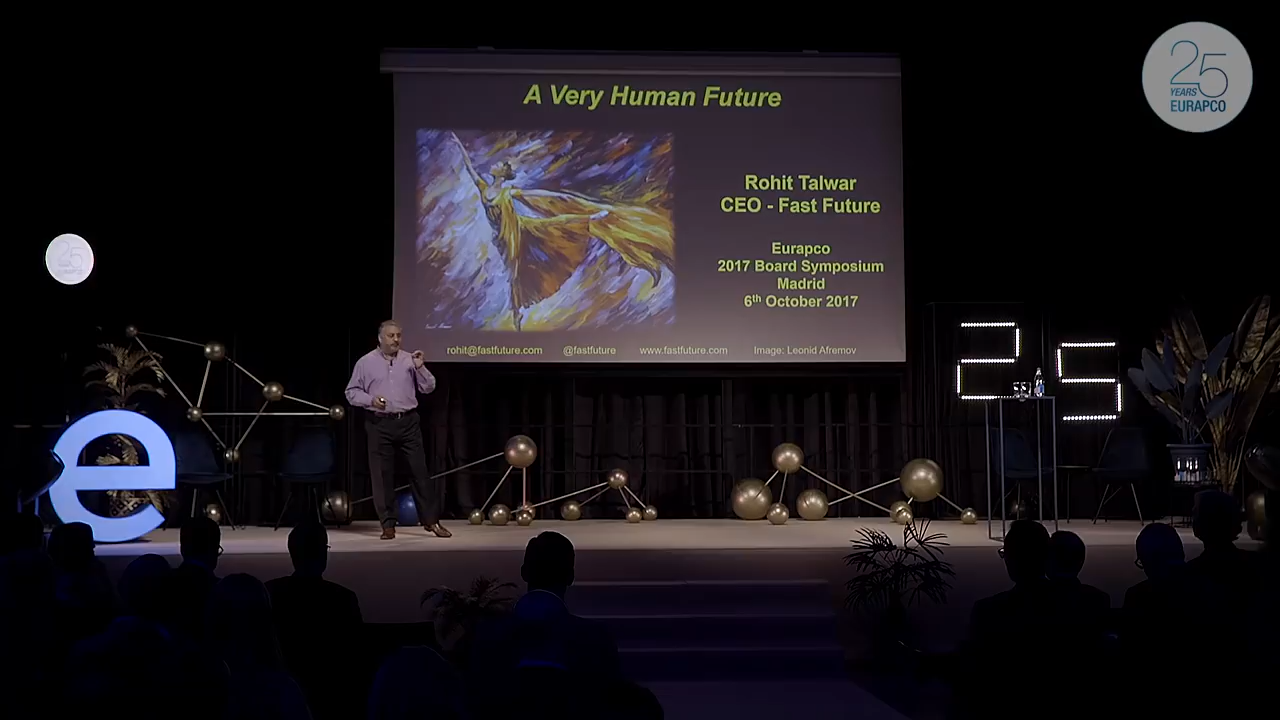 A Very Human Future
Rohit Talwar
CEO - Fast Future
Eurapco
2017 Board Symposium
Madrid
6th October 2017
rohit@fastfuture.com @fastfuture www.fastfuture.com Image: Leonid Afremov
25
YEARS
EURAPCO
25
e
25